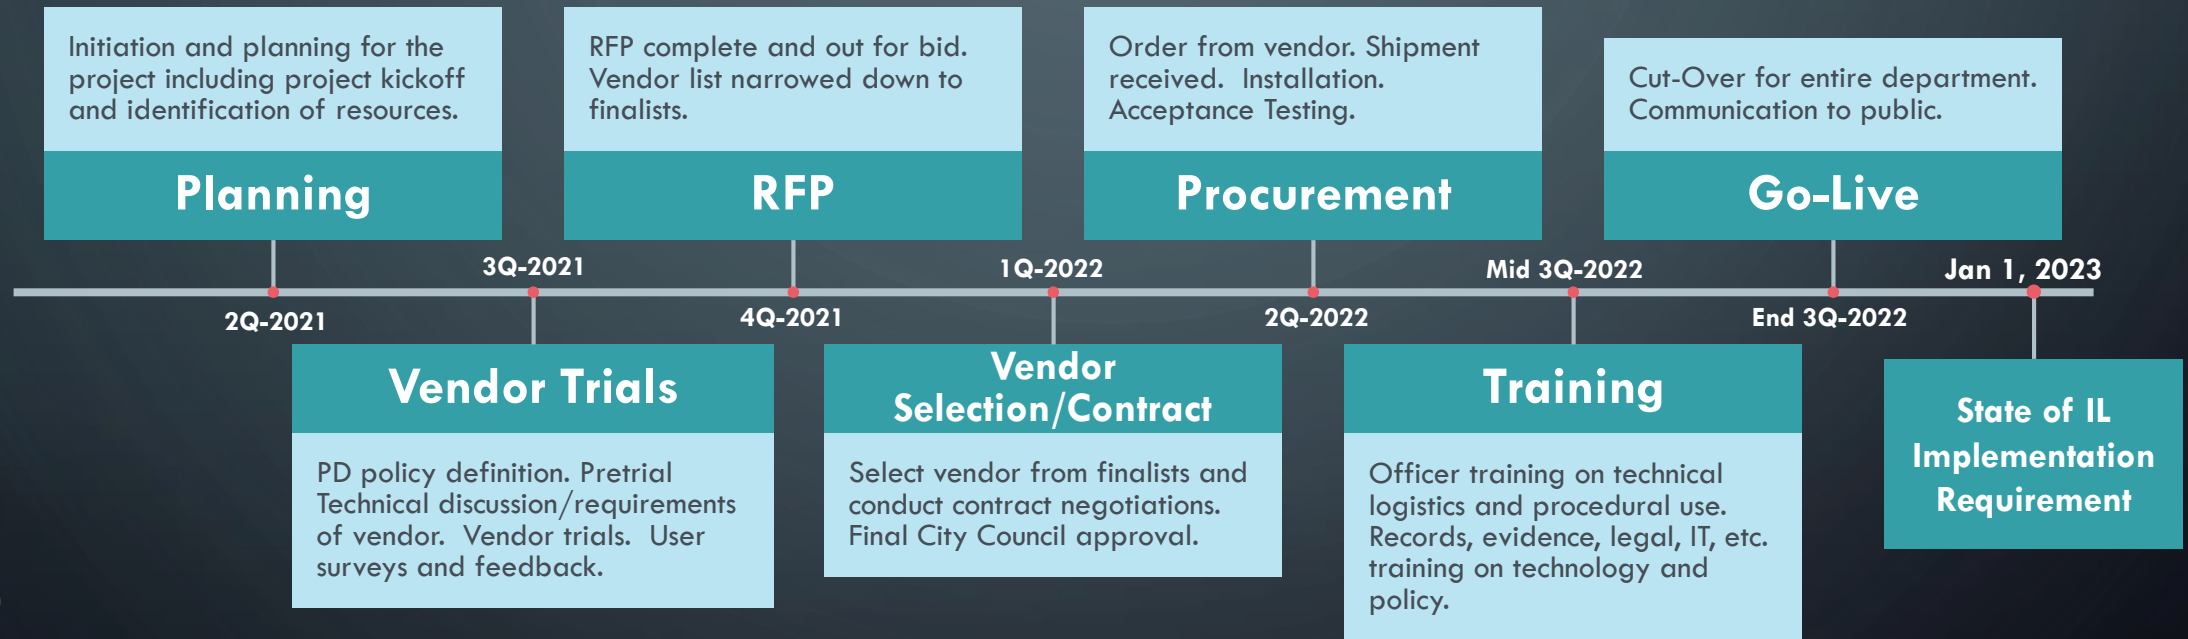 Initiation and planning for the
project including project kickoff
and identification of resources.
Planning
RFP complete and out for bid.
Vendor list narrowed down to
finalists.
RFP
Order from vendor. Shipment
received.  Installation.
Acceptance Testing.
Procurement
Cut-Over for entire department.
Communication to public.
Go-Live
3Q-2021
1Q-2022
Mid 3Q-2022
Jan 1, 2023
2Q-2021
4Q-2021
2Q-2022
End 3Q-2022
Vendor Trials
PD policy definition. Pretrial
Technical discussion/requirements
of vendor.  Vendor trials.  User
surveys and feedback.
Vendor
Selection/Contract
Select vendor from finalists and
conduct contract negotiations.
Final City Council approval.
Training
Officer training on technical
logistics and procedural use.
Records, evidence, legal, IT, etc.
training on technology and
policy.
State of IL
Implementation
Requirement